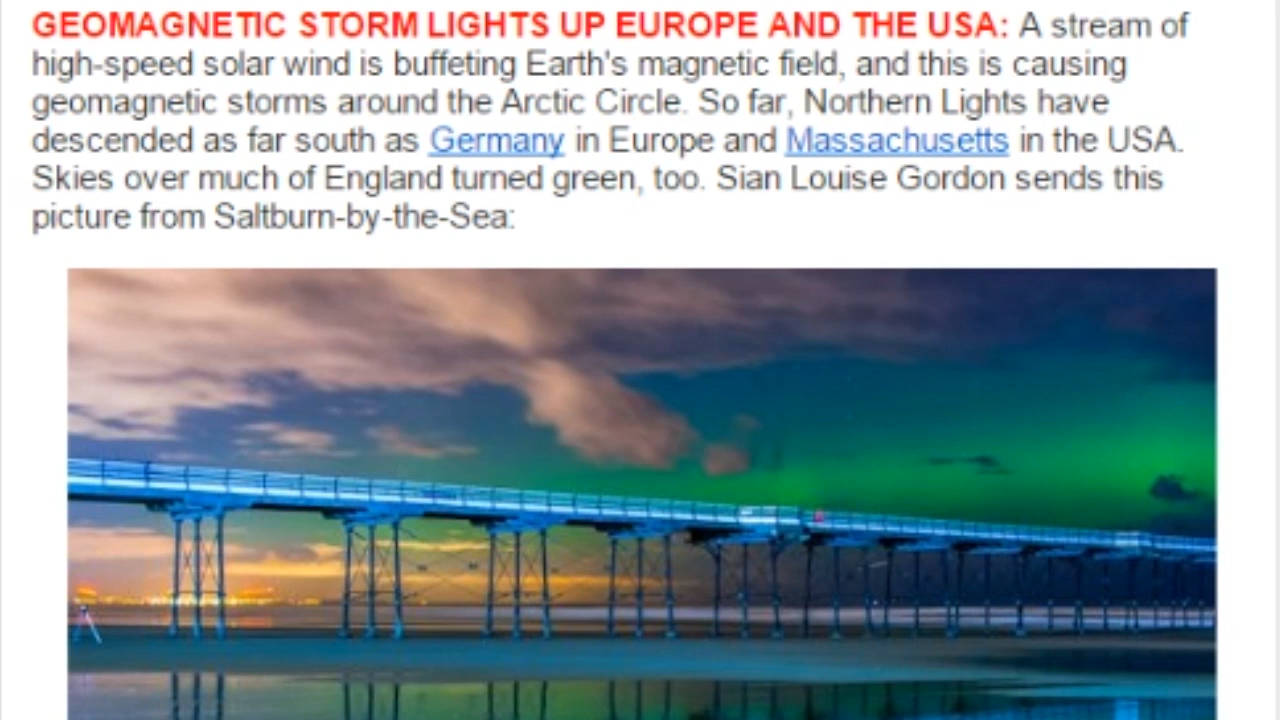 GEOMAGNETIC STORM LIGHTS UP EUROPE AND THE USA: A stream of
high-speed solar wind is buffeting Earth's magnetic field, and this is causing
geomagnetic storms around the Arctic Circle. So far, Northern Lights have
descended as far south as Germany in Europe and Massachusetts in the USA.
Skies over much of England turned green, too. Sian Louise Gordon sends this
picture from Saltburn-by-the-Sea: